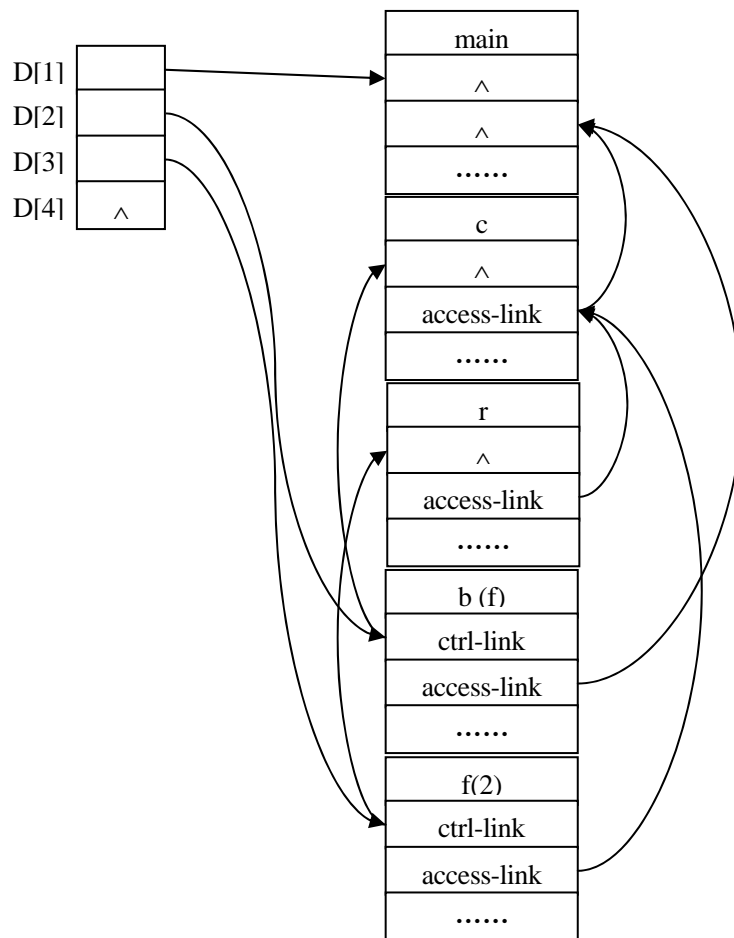 main
D[1]
^
D[2]
^
D[3]
......
D[4]
^
c
^
access-link
......
r
^
access-link
......
b (f)
ctrl-link
access-link
......
f(2)
ctrl-link
access-link
......